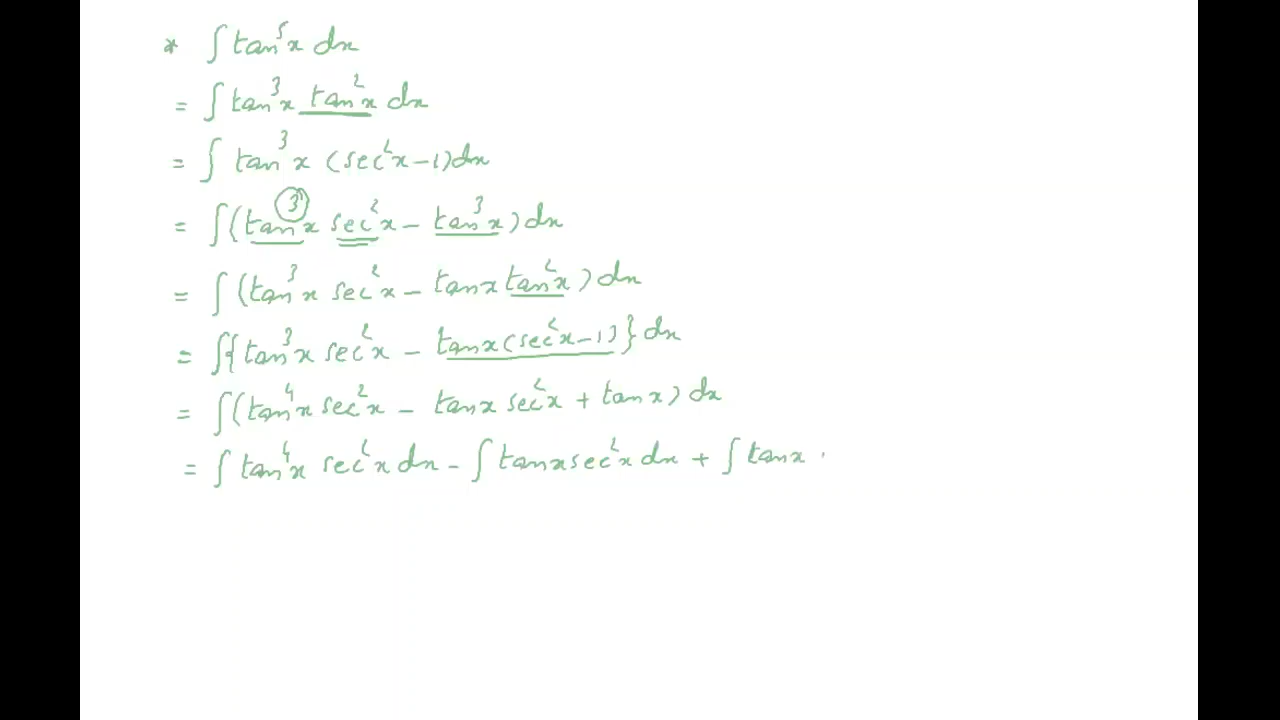 * ∫ tan⁵x dx
= ∫ tan³x tan²x dx
= ∫ tan³x (sec²x − 1) dx
= ∫ (tan³x sec²x − tan³x) dx
= ∫ (tan³x sec²x − tanx tan²x) dx
= ∫ { tan³x sec²x − tanx (sec²x − 1) } dx
= ∫ (tan⁴x sec²x − tanx sec²x + tanx) dx
= ∫ tan⁴x sec²x dx − ∫ tanx sec²x dx + ∫ tanx